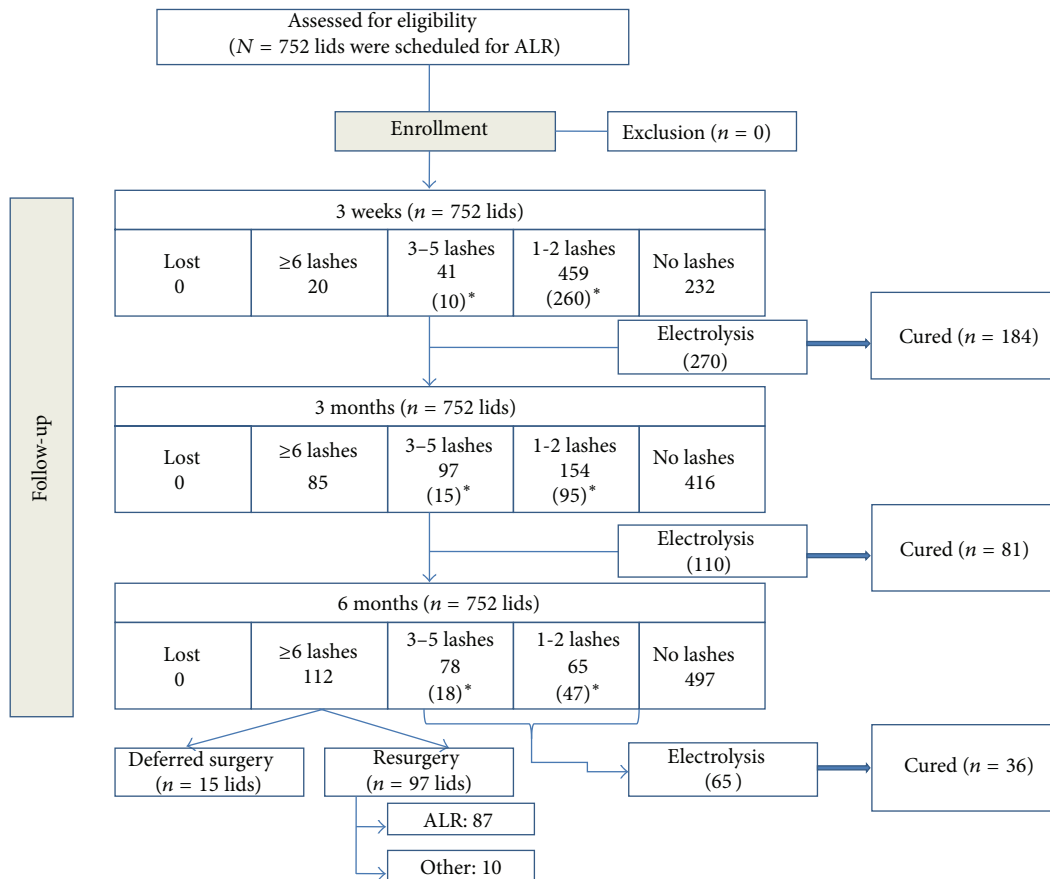 Assessed for eligibility
(N = 752 lids were scheduled for ALR)
Enrollment
Exclusion (n = 0)
Follow-up
3 weeks (n = 752 lids)
Lost
0
≥6 lashes
20
3–5 lashes
41
(10)*
1-2 lashes
459
(260)*
No lashes
232
Electrolysis
(270)
Cured (n = 184)
3 months (n = 752 lids)
Lost
0
≥6 lashes
85
3–5 lashes
97
(15)*
1-2 lashes
154
(95)*
No lashes
416
Electrolysis
(110)
Cured (n = 81)
6 months (n = 752 lids)
Lost
0
≥6 lashes
112
3–5 lashes
78
(18)*
1-2 lashes
65
(47)*
No lashes
497
Deferred surgery
(n = 15 lids)
Resurgery
(n = 97 lids)
Electrolysis
(65)
Cured (n = 36)
ALR: 87
Other: 10